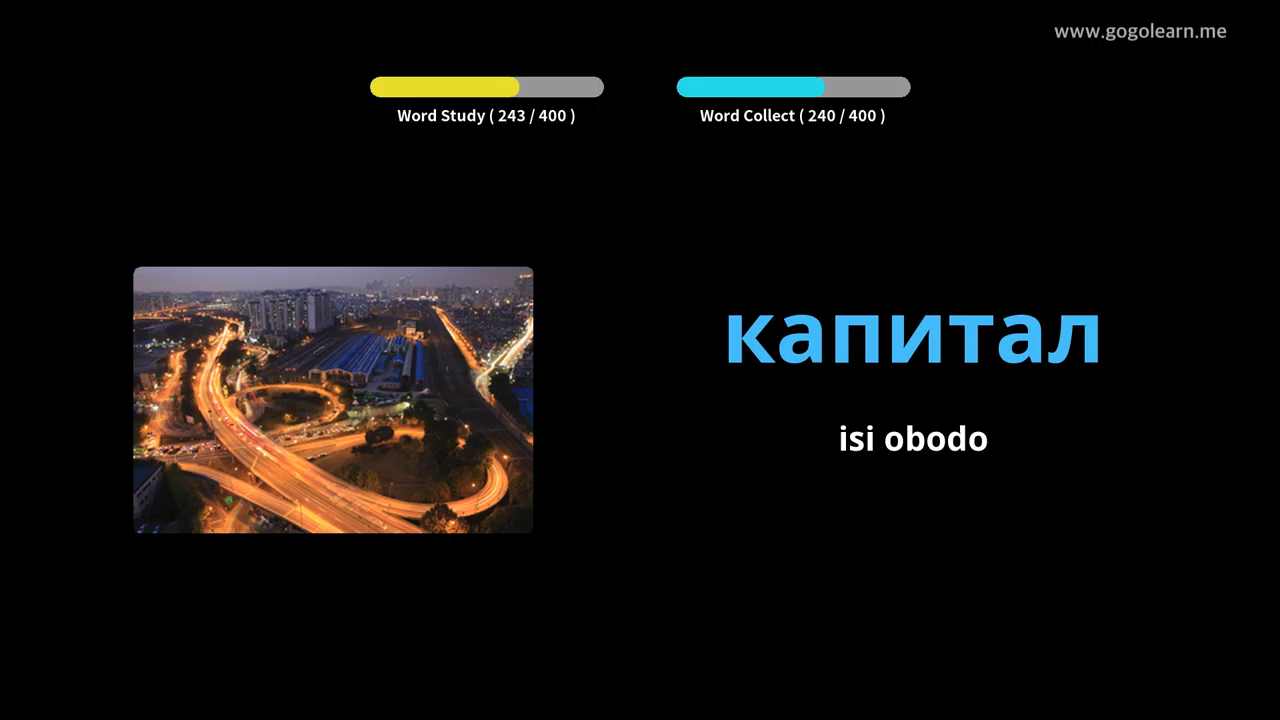 www.gogolearn.me
Word Study ( 243 / 400 )
Word Collect ( 240 / 400 )
капитал
isi obodo